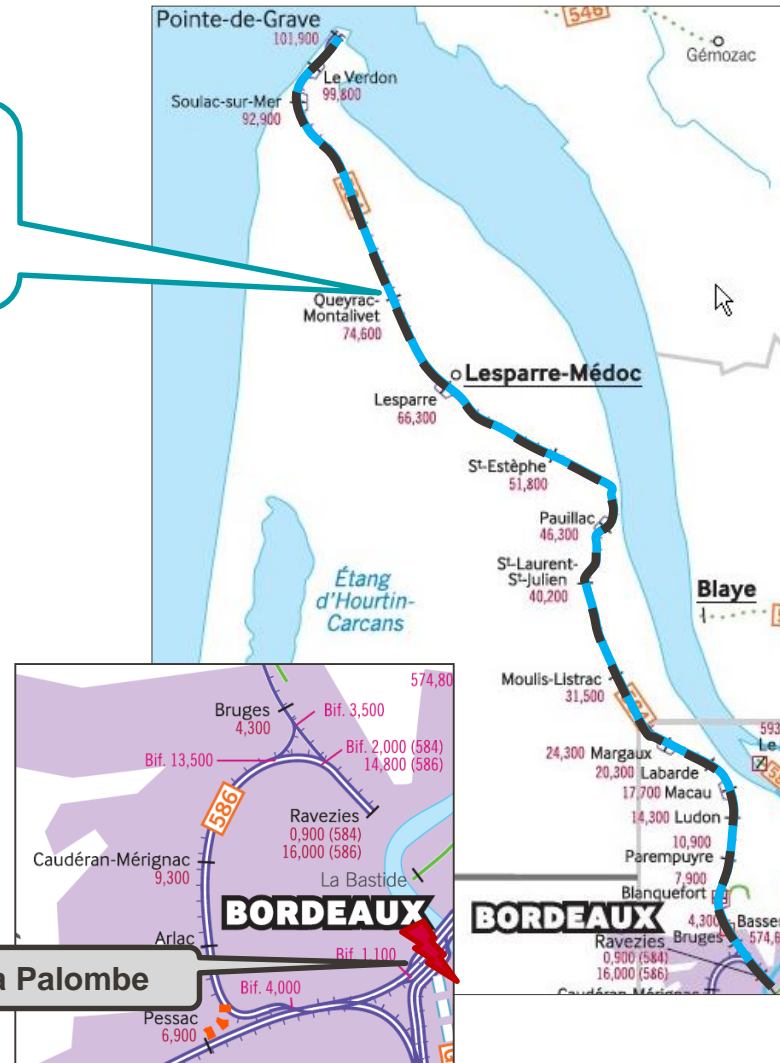 Pointe-de-Grave
101,900
546
Gémozac
Le Verdon
99,800
Soulac-sur-Mer
92,900
Queyrac-
Montalivet
74,600
Lesparre-Médoc
Lesparre
66,300
St-Estèphe
51,800
Pauillac
46,300
St-Laurent-
St-Julien
40,200
Blaye
Étang
d'Hourtin-
Carcans
Moulis-Listrac
31,500
24,300 Margaux
20,300 Labarde
17,700 Macau
14,300 Ludon
10,900
Parempuyre
7,900
Blanquefort
4,300
Bruges
BORDEAUX
Ravezies
0,900 (584)
16,000 (586)
Caudéran-Mérignac
574,80
Bruges
4,300
Bif. 3,500
Bif. 13,500
Bif. 2,000 (584)
14,800 (586)
586
Ravezies
0,900 (584)
16,000 (586)
Caudéran-Mérignac
9,300
La Bastide
BORDEAUX
Arlac
Bif. 1,100
a Palombe
Bif. 4,000
Pessac
6,900